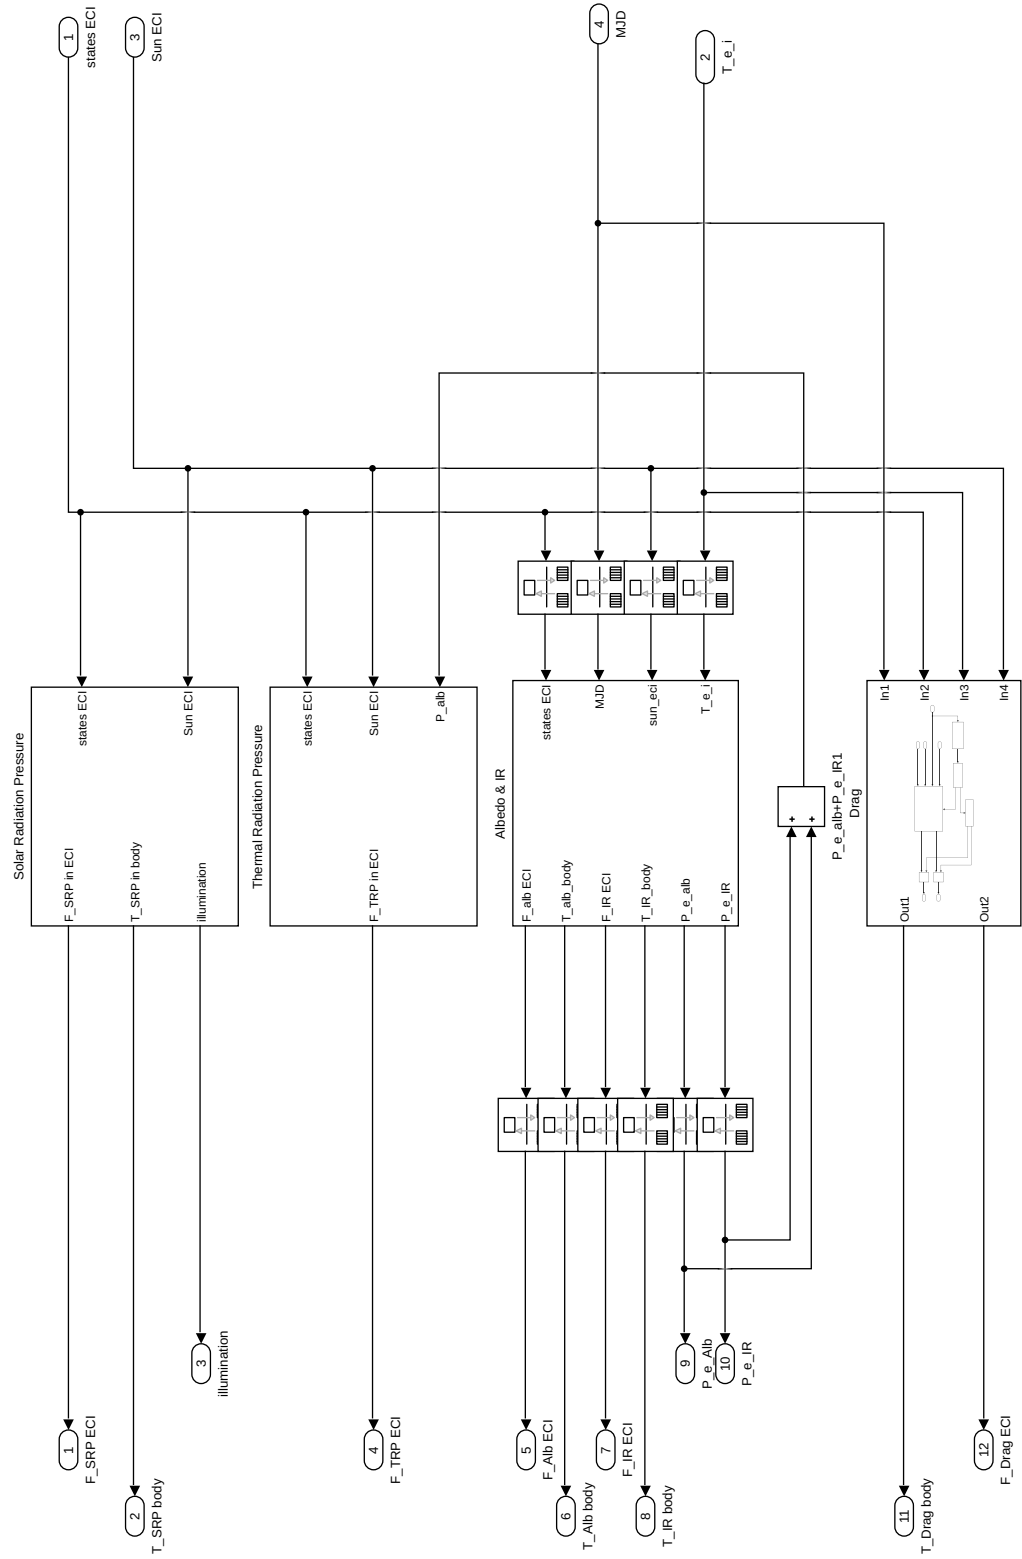 1
states ECI
3
Sun ECI
4
MJD
2
T_e_i
Solar Radiation Pressure
states ECI
Sun ECI
F_SRP in ECI
T_SRP in body
illumination
Thermal Radiation Pressure
states ECI
Sun ECI
P_alb
F_TRP in ECI
Albedo & IR
states ECI
MJD
sun_eci
T_e_i
F_alb ECI
T_alb_body
F_IR ECI
T_IR_body
P_e_alb
P_e_IR
+
+
P_e_alb+P_e_IR1
Drag
In1
In2
In3
In4
Out1
Out2
1
F_SRP ECI
2
T_SRP body
3
illumination
4
F_TRP ECI
5
F_Alb ECI
6
T_Alb body
7
F_IR ECI
8
T_IR body
9
P_e_Alb
10
P_e_IR
11
T_Drag body
12
F_Drag ECI